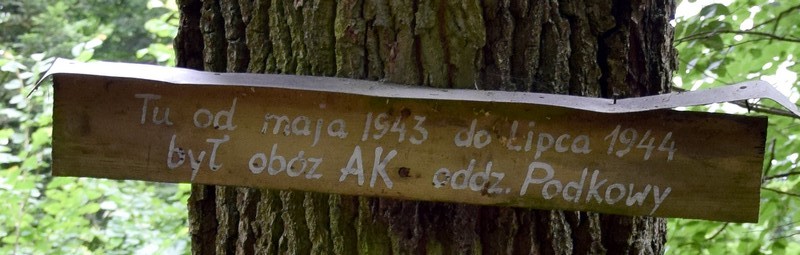 Tu od maja 1943 do Lipca 1944
był obóz AK oddz. Podkowy